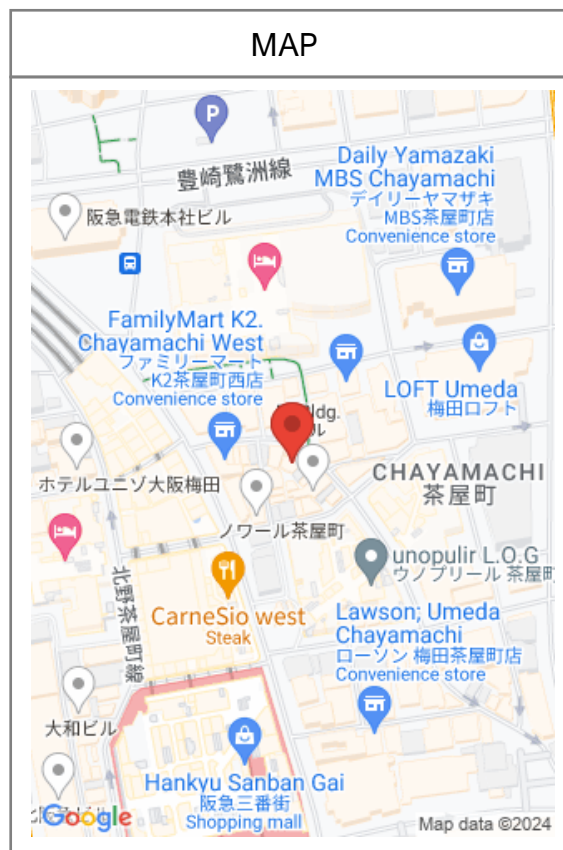 MAP
P
豊崎鷺洲線
Daily Yamazaki
MBS Chayamachi
デイリーヤマザキ
MBS茶屋町店
Convenience store
阪急電鉄本社ビル
FamilyMart K2.
Chayamachi West
ファミリーマート
K2茶屋町西店
Convenience store
LOFT Umeda
梅田ロフト
ホテルユニゾ大阪梅田
CHAYAMACHI
茶屋町
ノワール茶屋町
unopulir L.O.G
ウノプリール 茶屋町
北野茶屋町線
CarneSio west
Steak
Lawson; Umeda
Chayamachi
ローソン 梅田茶屋町店
Convenience store
大和ビル
Hankyu Sanban Gai
阪急三番街
Shopping mall
Google
Map data ©2024